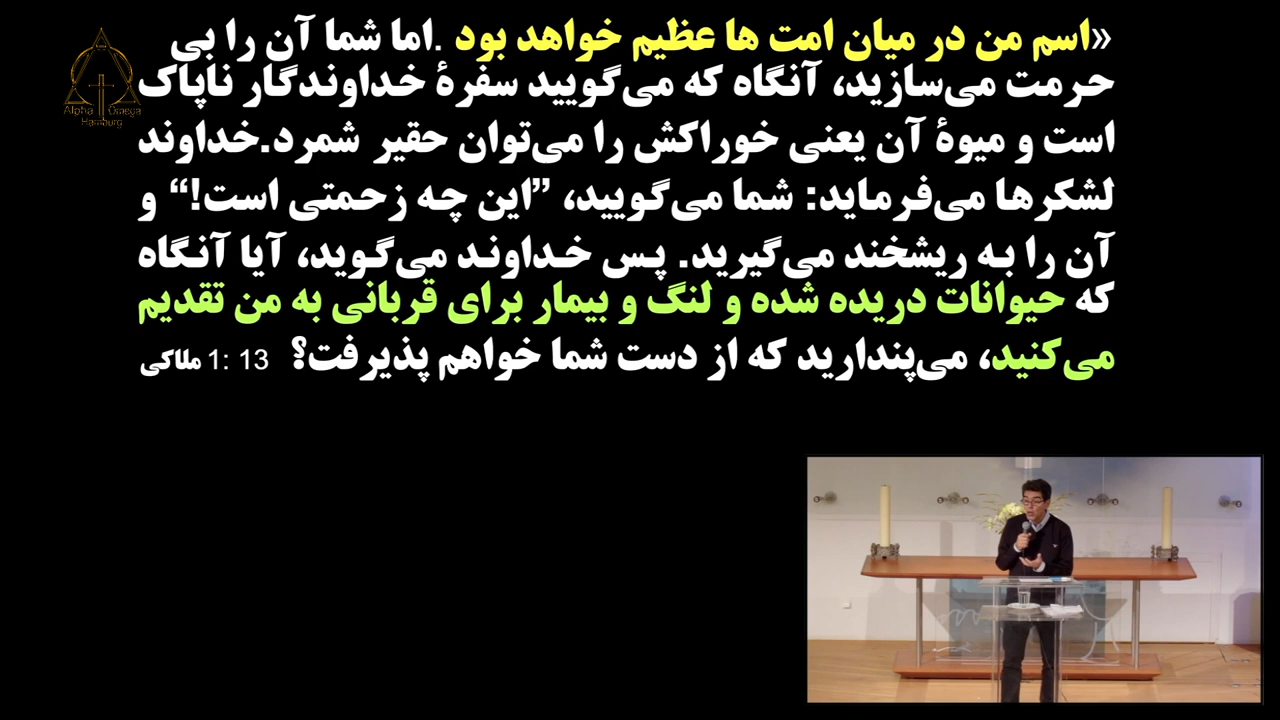 «اسم من در میان امت ها عظیم خواهد بود .اما شما آن را بی
حرمت می‌سازید، آنگاه که می‌گویید سفرهٔ خداوندگار ناپاک
است و میوهٔ آن یعنی خوراکش را می‌توان حقیر شمرد.خداوند
لشکرها می‌فرماید: شما می‌گویید، ”این چه زحمتی است!“ و
آن را به ریشخند می‌گیرید. پس خداوند می‌گوید، آیا آنگاه
که حیوانات دریده شده و لنگ و بیمار برای قربانی به من تقدیم
می‌کنید، می‌پندارید که از دست شما خواهم پذیرفت؟ 13 :1 ملاکی
Alpha Omega
Hamburg